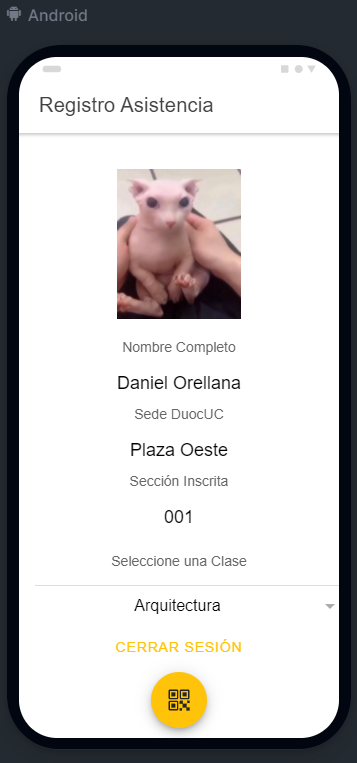 Android
Registro Asistencia
Nombre Completo
Daniel Orellana
Sede DuocUC
Plaza Oeste
Sección Inscrita
001
Seleccione una Clase
Arquitectura
CERRAR SESIÓN